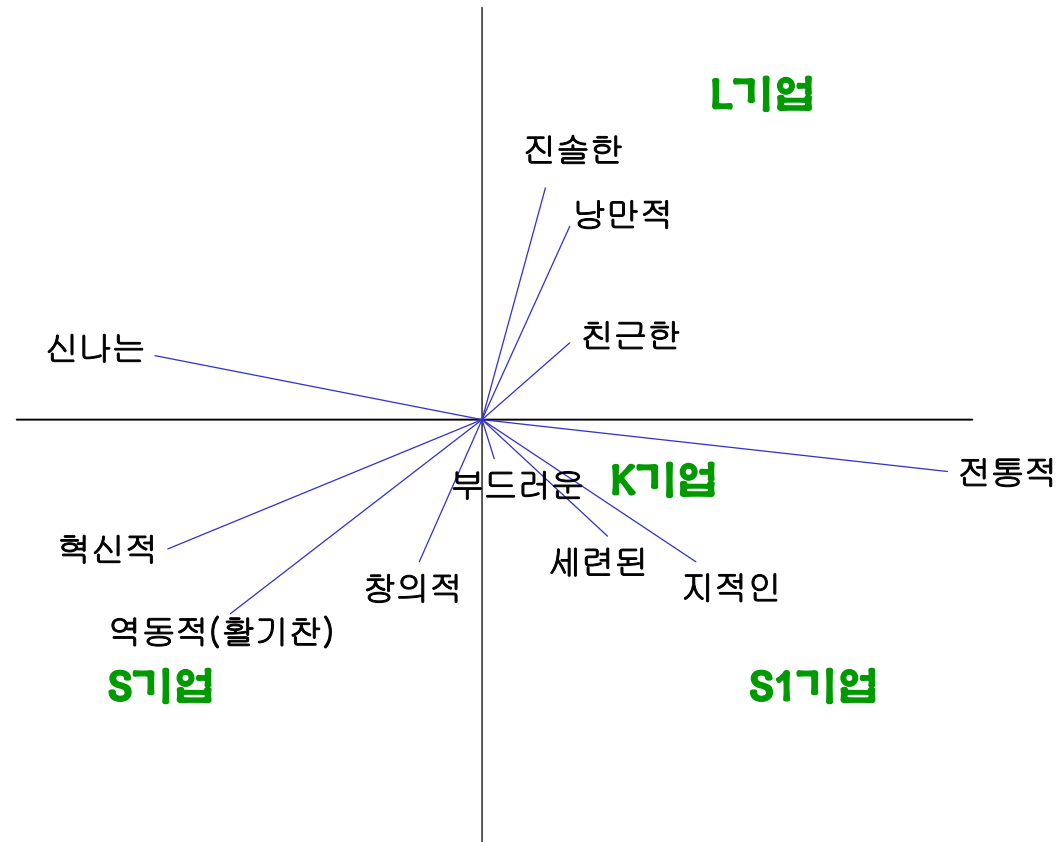 L기업
진솔한
낭만적
친근한
신나는
전통적
부드러운
K기업
혁신적
세련된
창의적
지적인
역동적(활기찬)
S기업
S1기업